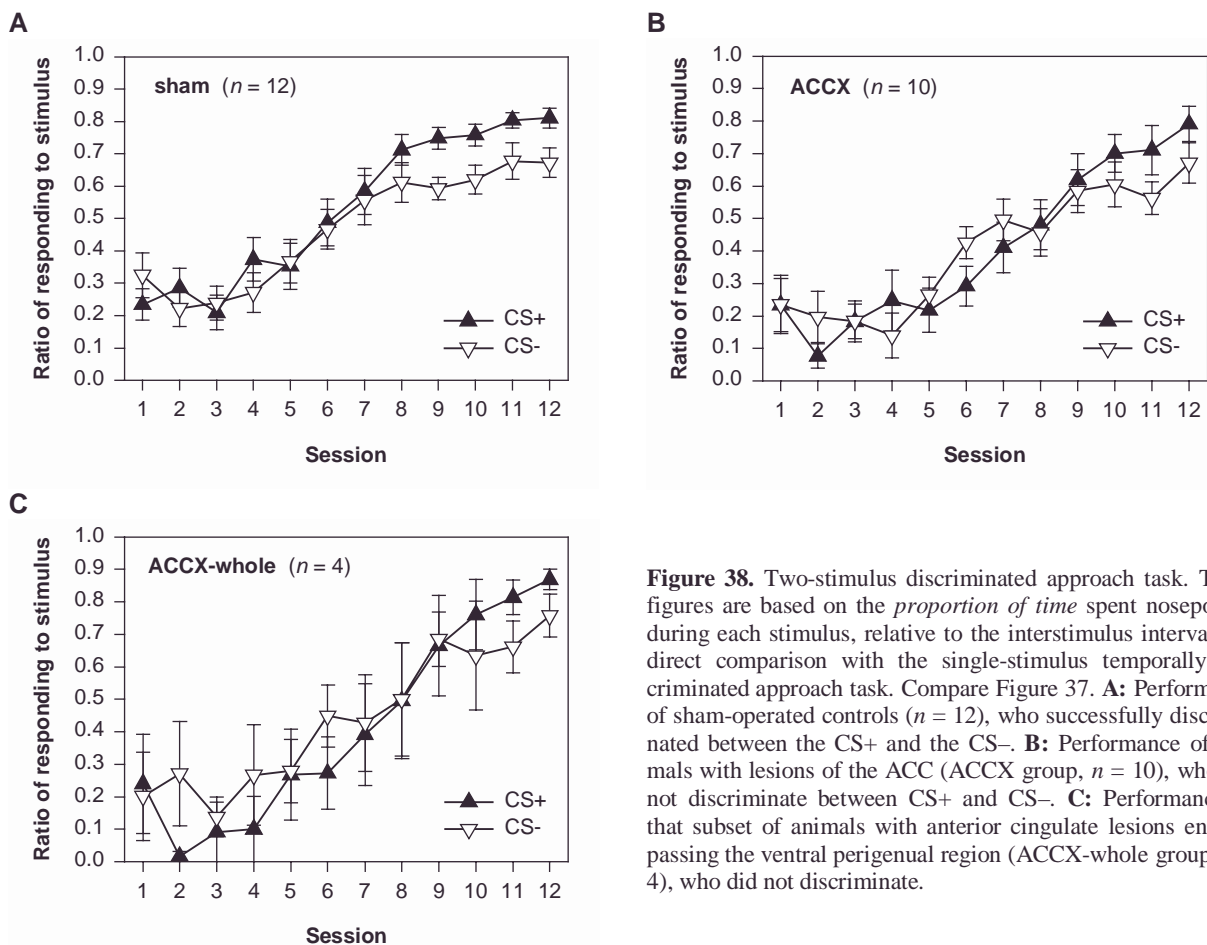 A
sham (n = 12)
Ratio of responding to stimulus
1.0
0.9
0.8
0.7
0.6
0.5
0.4
0.3
0.2
0.1
0.0
CS+
CS-
1 2 3 4 5 6 7 8 9 10 11 12
Session
B
ACCX (n = 10)
Ratio of responding to stimulus
1.0
0.9
0.8
0.7
0.6
0.5
0.4
0.3
0.2
0.1
0.0
CS+
CS-
1 2 3 4 5 6 7 8 9 10 11 12
Session
C
ACCX-whole (n = 4)
Ratio of responding to stimulus
1.0
0.9
0.8
0.7
0.6
0.5
0.4
0.3
0.2
0.1
0.0
CS+
CS-
1 2 3 4 5 6 7 8 9 10 11 12
Session
Figure 38. Two-stimulus discriminated approach task. T
figures are based on the proportion of time spent nosepo
during each stimulus, relative to the interstimulus interva
direct comparison with the single-stimulus temporally
criminated approach task. Compare Figure 37. A: Perform
of sham-operated controls (n = 12), who successfully disc
nated between the CS+ and the CS–. B: Performance of
mals with lesions of the ACC (ACCX group, n = 10), who
not discriminate between CS+ and CS–. C: Performance
that subset of animals with anterior cingulate lesions en
passing the ventral perigenual region (ACCX-whole group
4), who did not discriminate.